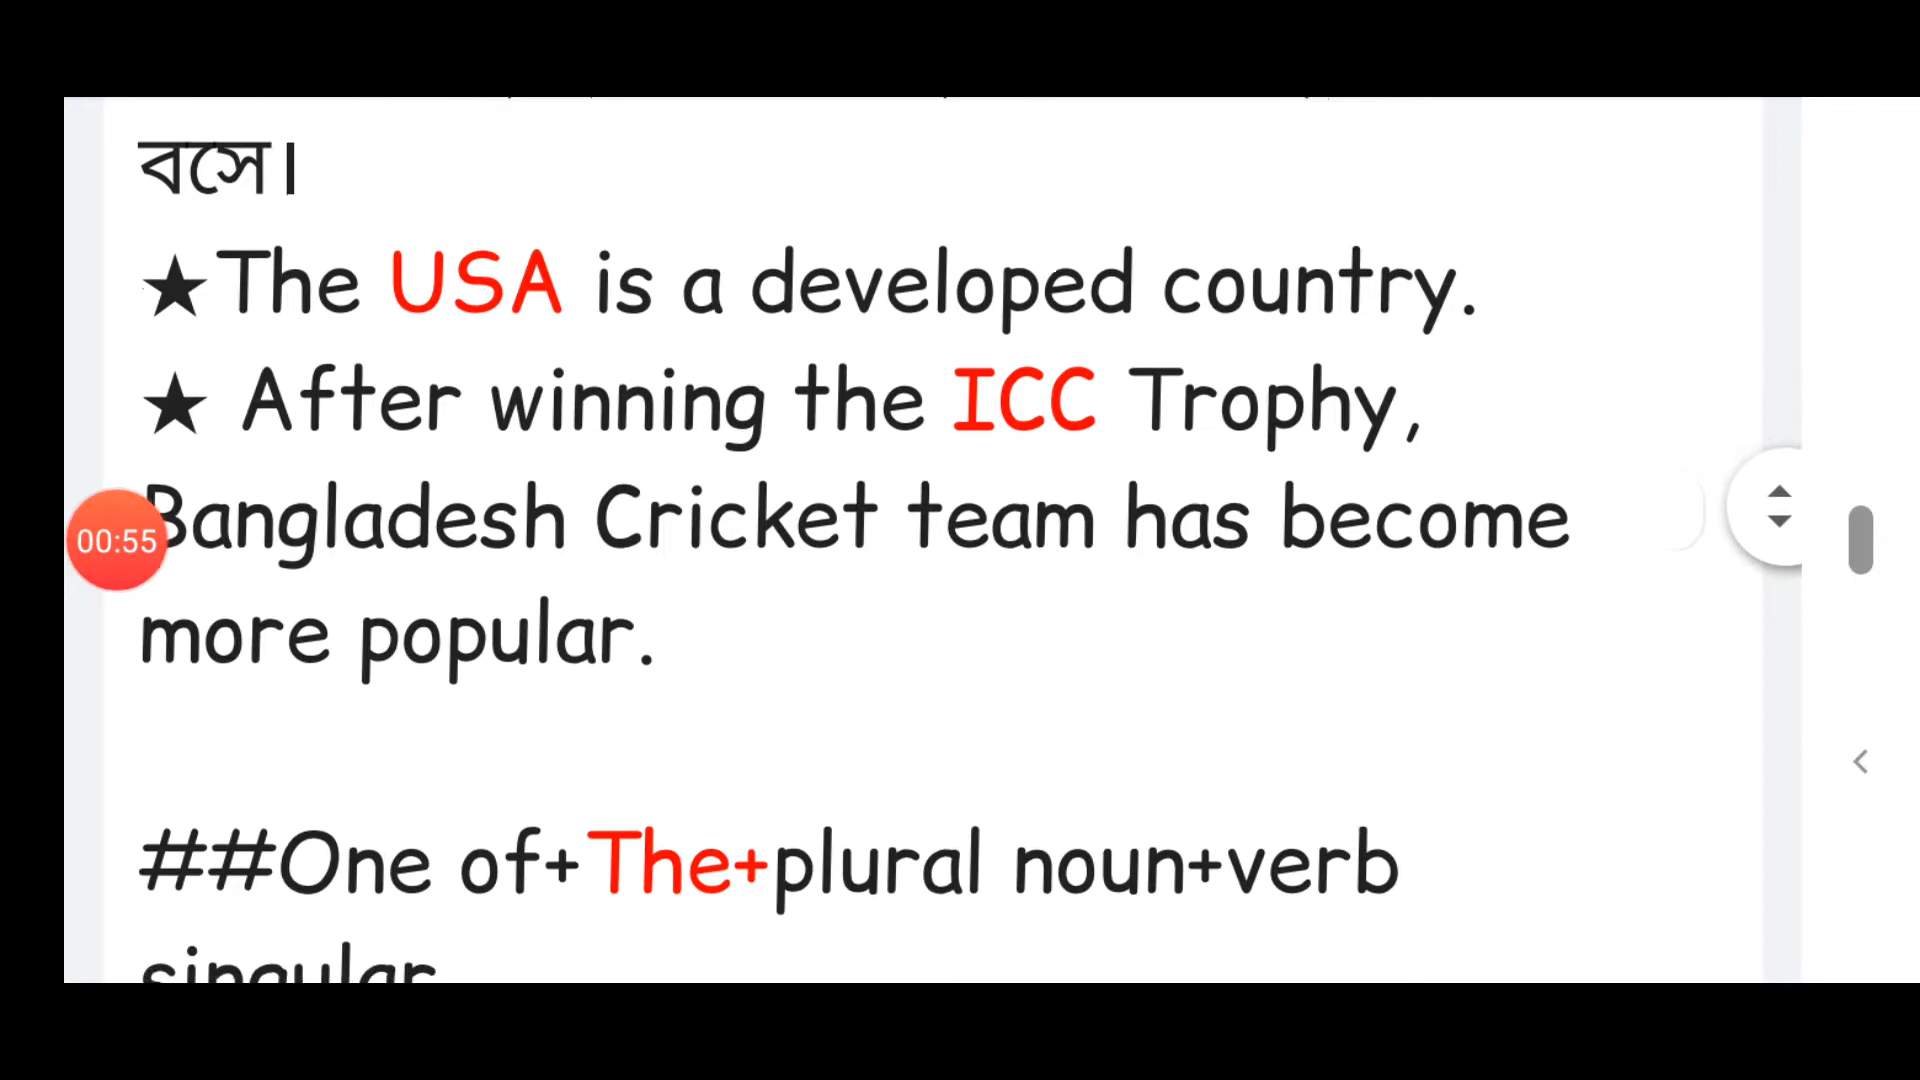 বসে।
★The USA is a developed country.
★ After winning the ICC Trophy,
Bangladesh Cricket team has become
more popular.
00:55
##One of+The+plural noun+verb
singular